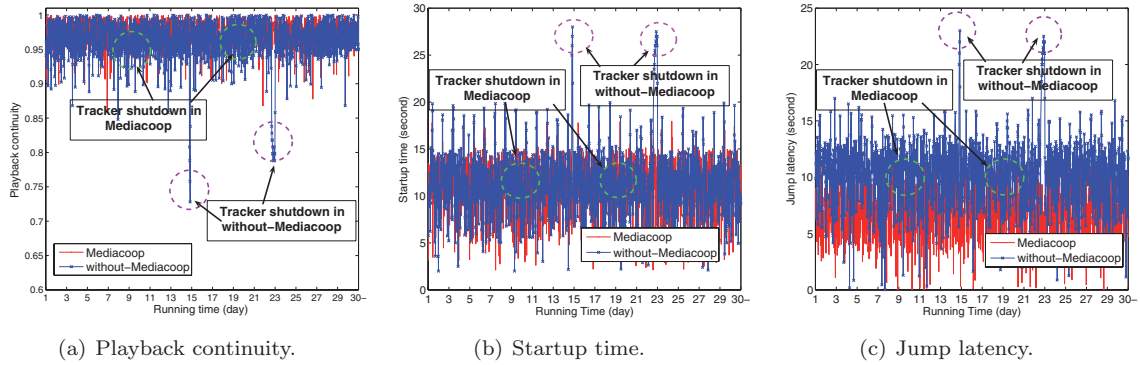 1
0.95
0.9
0.85
0.8
0.75
0.7
0.65
0.6
Playback continuity
Tracker shutdown in
Mediacoop
Tracker shutdown in
without−Mediacoop
Mediacoop
without−Mediacoop
1 3 5 7 9 11 13 15 17 19 21 23 25 27 29 30−
Running time (day)
(a) Playback continuity.
30
25
20
15
10
5
0
Startup time (second)
Tracker shutdown in
without−Mediacoop
Tracker shutdown in
Mediacoop
Mediacoop
without−Mediacoop
1 3 5 7 9 11 13 15 17 19 21 23 25 27 29 30−
Running Time (day)
(b) Startup time.
25
20
15
10
5
0
Jump latency (second)
Tracker shutdown in
without−Mediacoop
Tracker shutdown in
Mediacoop
Mediacoop
without−Mediacoop
1 3 5 7 9 11 13 15 17 19 21 23 25 27 29 30−
Running Time (day)
(c) Jump latency.